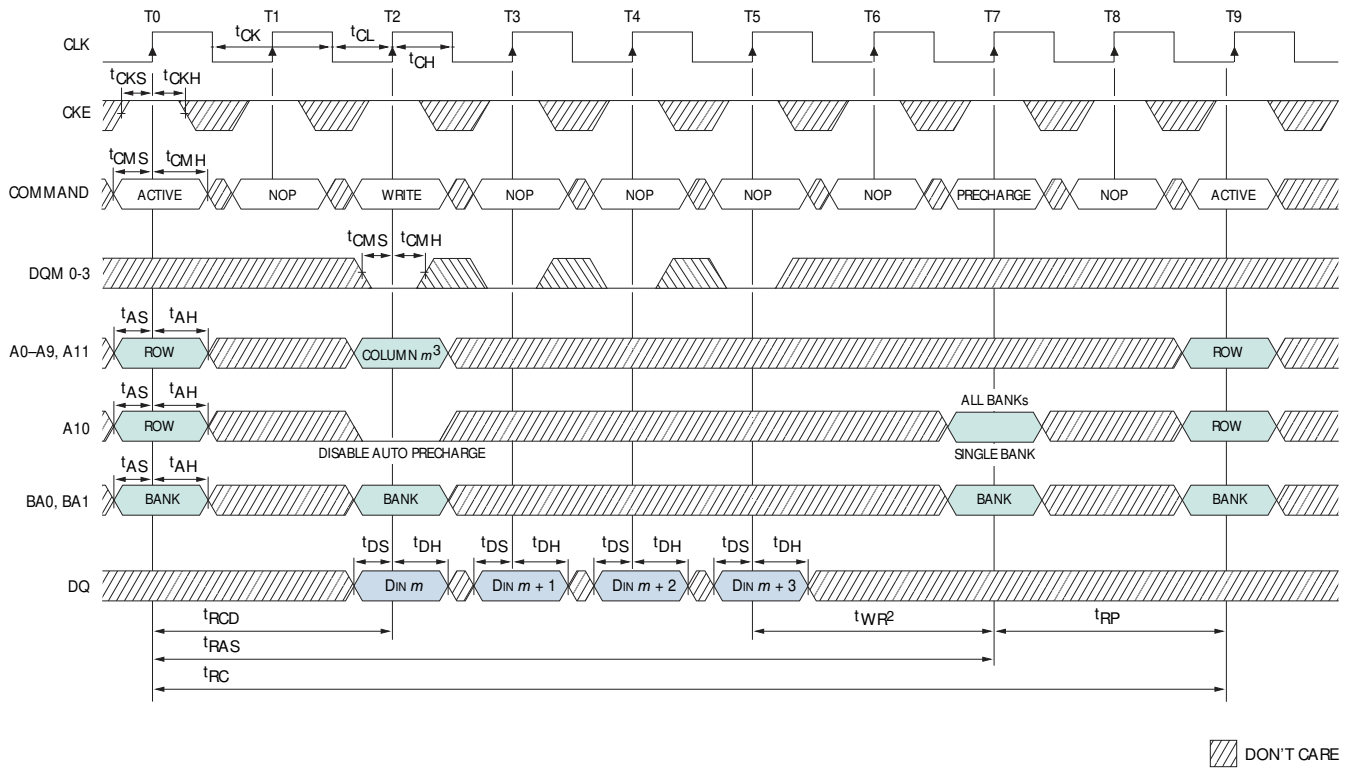 T0 T1 T2 T3 T4 T5 T6 T7 T8 T9
CLK tCK tCL tCH
tCKS tCKH
CKE
tCMS tCMH
COMMAND ACTIVE NOP WRITE NOP NOP NOP NOP PRECHARGE NOP ACTIVE
tCMS tCMH
DQM 0-3
tAS tAH
A0–A9, A11 ROW COLUMN m3 ROW
tAS tAH ALL BANKs
A10 ROW ROW
DISABLE AUTO PRECHARGE SINGLE BANK
tAS tAH
BA0, BA1 BANK BANK BANK BANK
tDS tDH tDS tDH tDS tDH tDS tDH
DQ DIN m DIN m + 1 DIN m + 2 DIN m + 3
tRCD tWR2 tRP
tRAS
tRC
DON'T CARE